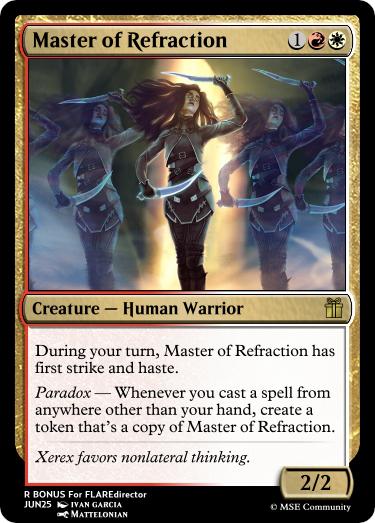 Master of Refraction 1
Creature — Human Warrior
During your turn, Master of Refraction has
first strike and haste.
Paradox — Whenever you cast a spell from
anywhere other than your hand, create a
token that's a copy of Master of Refraction.
Xerex favors nonlateral thinking.
2/2
R BONUS For FLAREdirector
JUN25 IVAN GARCIA
Mattelonian
© MSE Community